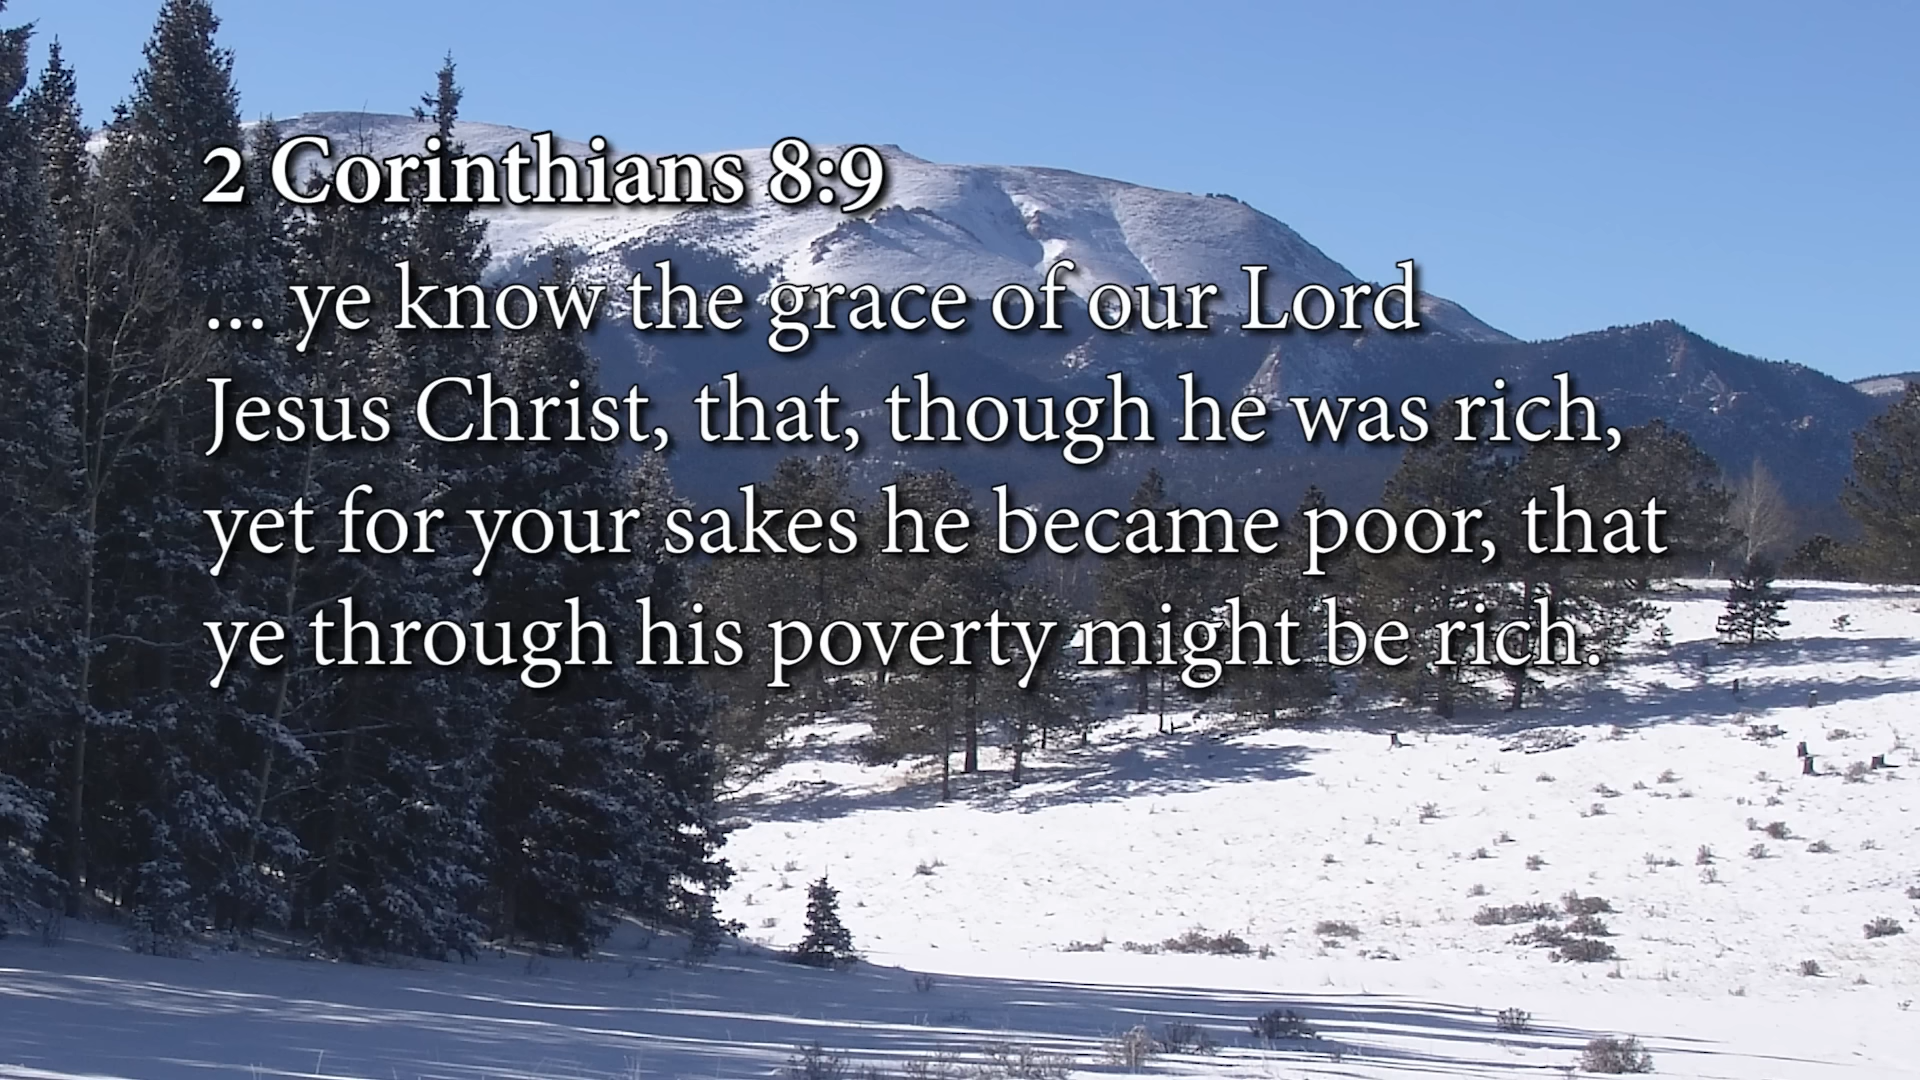 2 Corinthians 8:9
... ye know the grace of our Lord
Jesus Christ, that, though he was rich,
yet for your sakes he became poor, that
ye through his poverty might be rich.